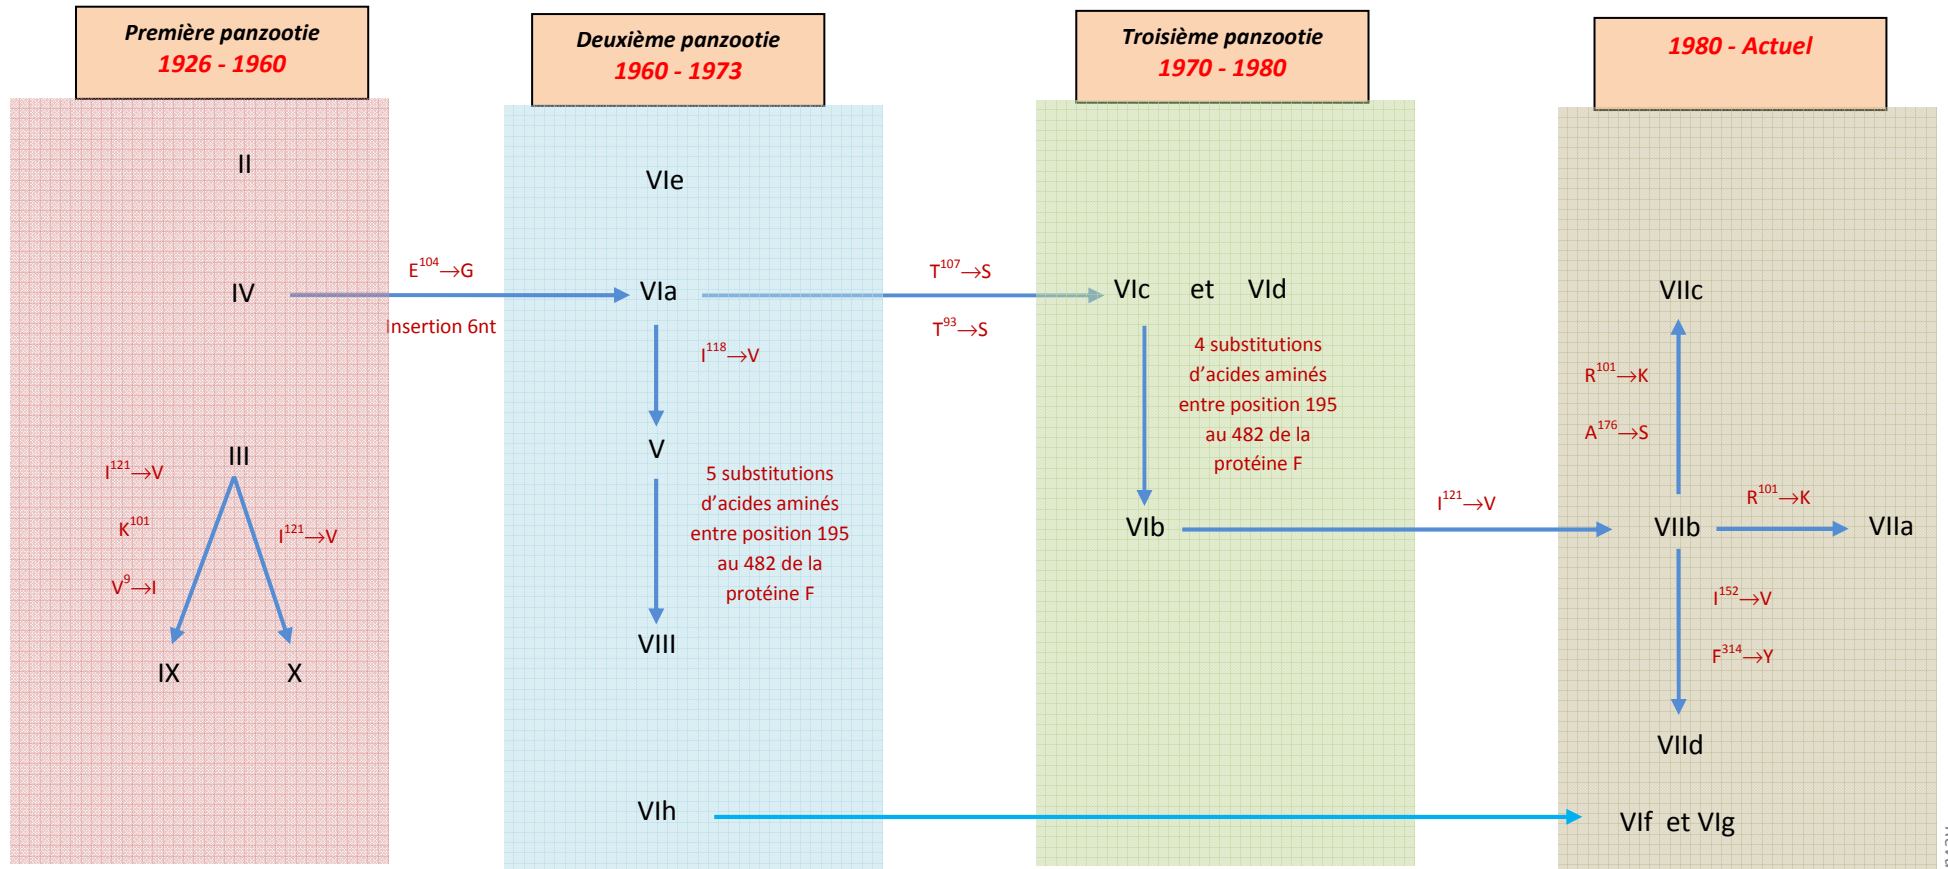 Première panzootie
1926 - 1960
II
IV
E104→G
Insertion 6nt
III
I121→V
K101
V9→I
I121→V
IX
X
Deuxième panzootie
1960 - 1973
VIe
VIa
T107→S
T93→S
I118→V
V
5 substitutions
d’acides aminés
entre position 195
au 482 de la
protéine F
VIII
VIh
Troisième panzootie
1970 - 1980
VIc et VId
4 substitutions
d’acides aminés
entre position 195
au 482 de la
protéine F
VIb
I121→V
1980 - Actuel
VIIc
R101→K
A176→S
R101→K
VIIb
VIIa
I152→V
F314→Y
VIId
VIf et VIg